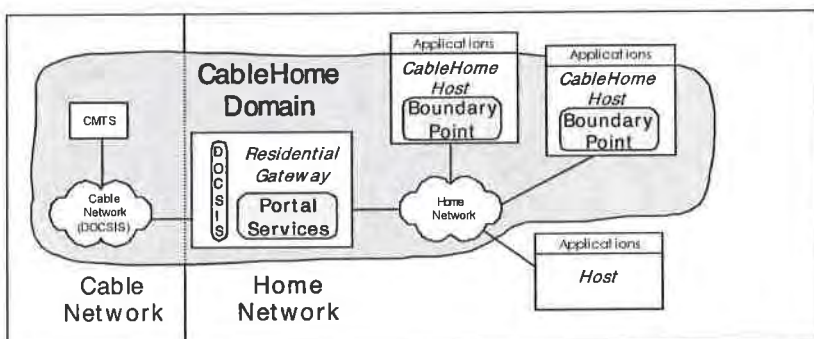 Applications
CableHome
Host
Boundary
Point
Applications
CableHome
Host
Boundary
Point
CableHome
Domain
CMTS
DOCSIS
Residential
Gateway
Portal
Services
Cable
Network
(DOCSIS)
Home
Network
Applications
Host
Cable
Network
Home
Network